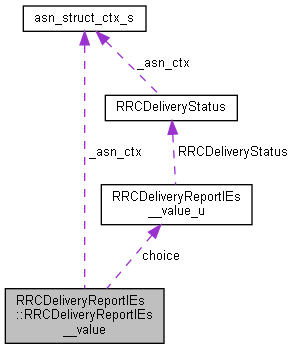 asn_struct_ctx_s
_asn_ctx
RRCDeliveryStatus
_asn_ctx
RRCDeliveryStatus
RRCDeliveryReportIEs
__value_u
choice
RRCDeliveryReportIEs
::RRCDeliveryReportIEs
__value